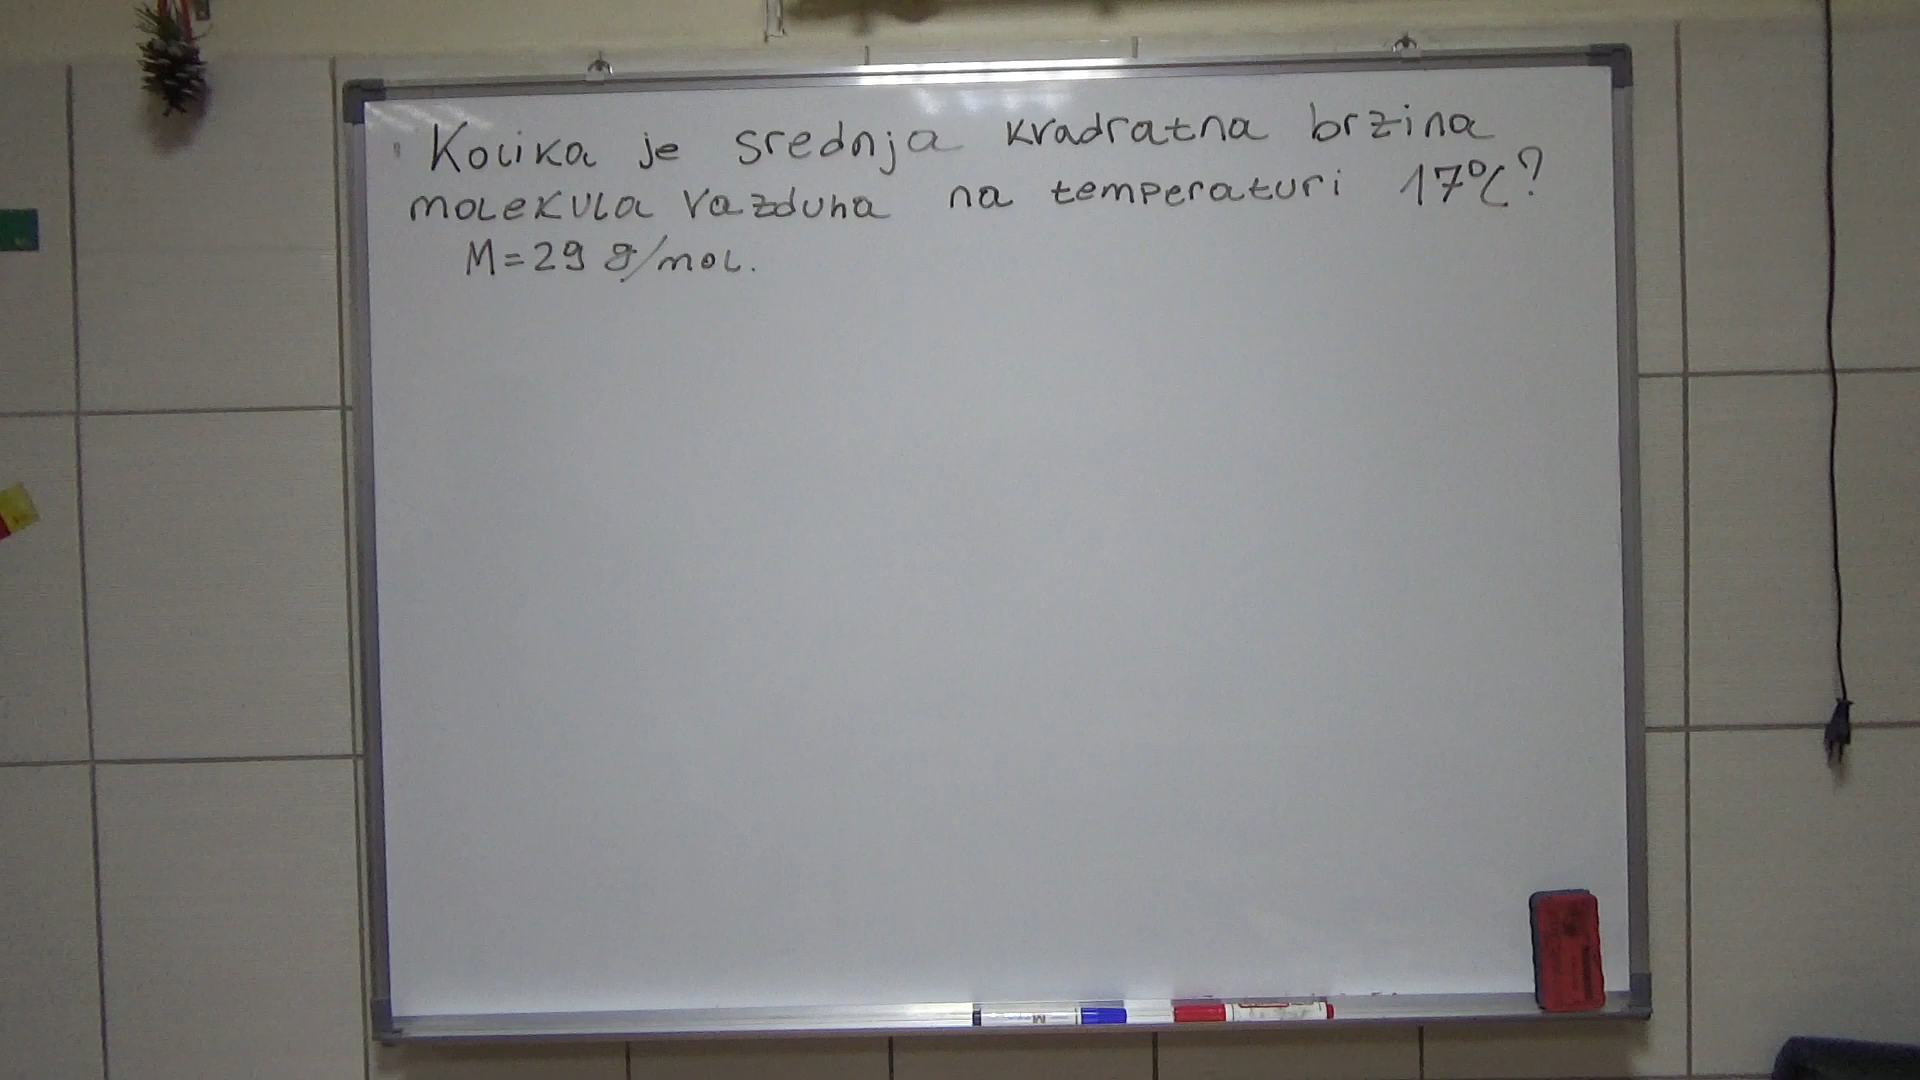 Kolika je srednja kvadratna brzina
molekula vazduha na temperaturi 17°C?
M=29 g/mol.